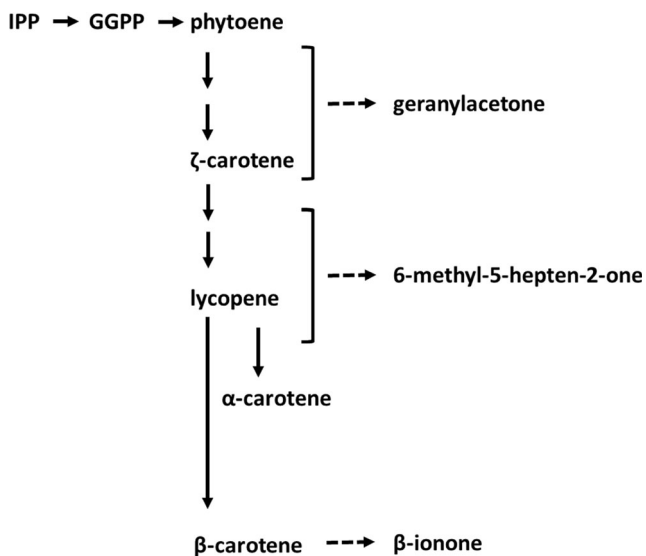 IPP GGPP phytoene
geranylacetone
ζ-carotene
6-methyl-5-hepten-2-one
lycopene
α-carotene
β-carotene β-ionone